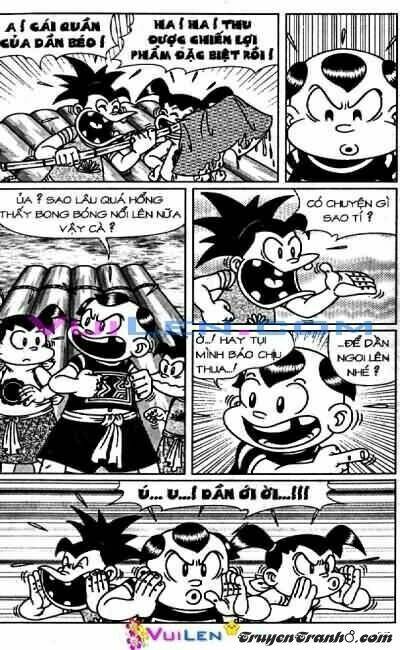 A! CÁI QUẦN
CỦA DẦN BÉO!
HA! HA! THU
ĐƯỢC CHIẾN LỢI
PHẨM ĐẶC BIỆT RỒI!
ỦA? SAO LÂU QUÁ HỔNG
THẤY BONG BÓNG NỔI LÊN NỮA
VẬY CÀ?
CÓ CHUYỆN GÌ
SAO TÍ?
VUILEN.COM
Ờ...! HAY TỤI
MÌNH BÁO CHỊU
THUA...!
...ĐỂ DẦN
NGOI LÊN
NHÉ?
Ú... U...! DẦN ƠI ỜI...!!!
VUILEN
TruyenTranh8.com